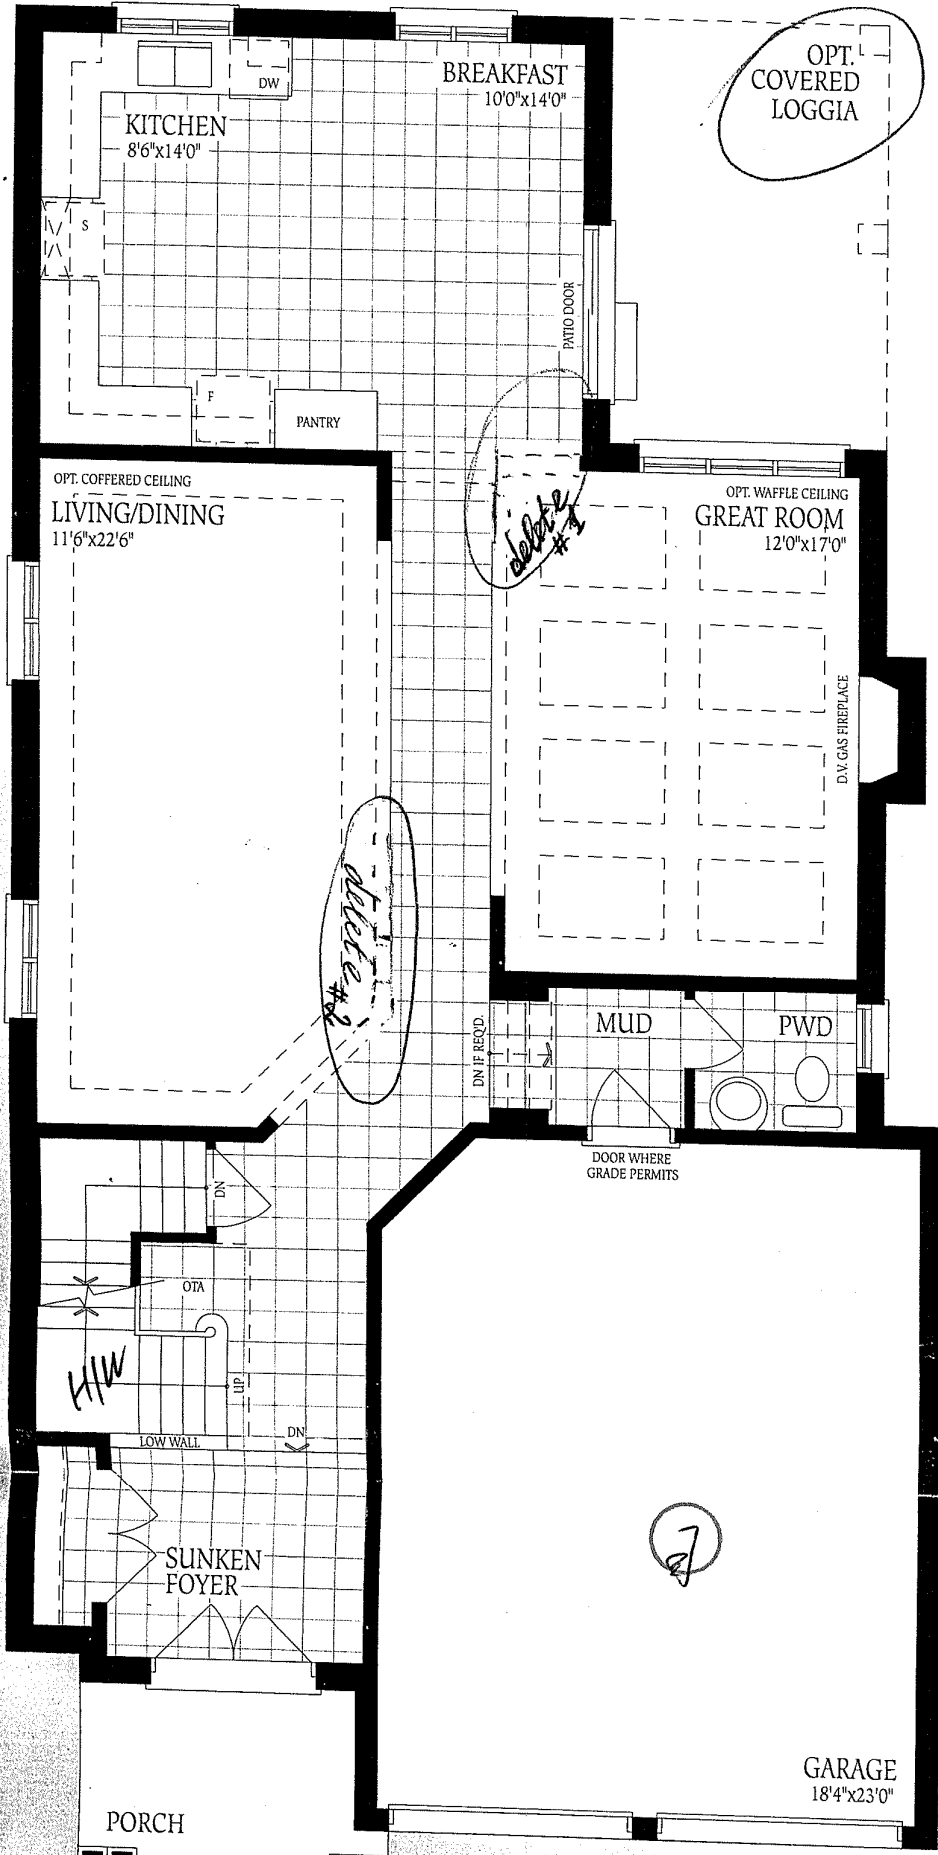 OPT.
COVERED
LOGGIA
BREAKFAST
10'0"x14'0"
DW
KITCHEN
8'6"x14'0"
S
PATIO DOOR
F
PANTRY
OPT. COFFERED CEILING
LIVING/DINING
11'6"x22'6"
delete
#1
OPT. WAFFLE CEILING
GREAT ROOM
12'0"x17'0"
D.V. GAS FIREPLACE
delete #2
DN IF REQ'D.
MUD
PWD
DOOR WHERE
GRADE PERMITS
DN
OTA
UP
H/W
LOW WALL
DN
SUNKEN
FOYER
GARAGE
18'4"x23'0"
PORCH